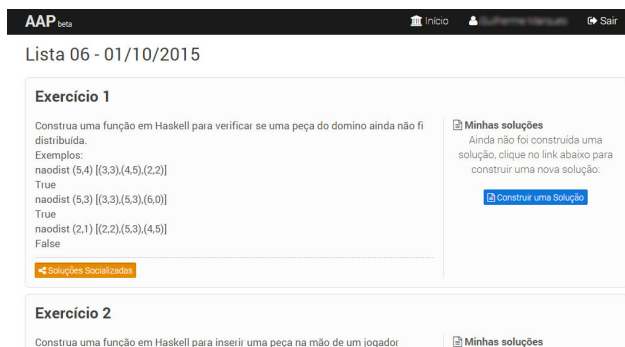 AAP beta
Início
Sair
Lista 06 - 01/10/2015
Exercício 1
Construa uma função em Haskell para verificar se uma peça do domino ainda não fi
distribuída.
Exemplos:
naodist (5,4) [(3,3),(4,5),(2,2)]
True
naodist (5,3) [(3,3),(5,3),(6,0)]
True
naodist (2,1) [(2,2),(5,3),(4,5)]
False
Soluções Socializadas
Minhas soluções
Ainda não foi construída uma
solução, clique no link abaixo para
construir uma nova solução:
Construir uma Solução
Exercício 2
Construa uma função em Haskell para inserir uma peça na mão de um jogador
Minhas soluções